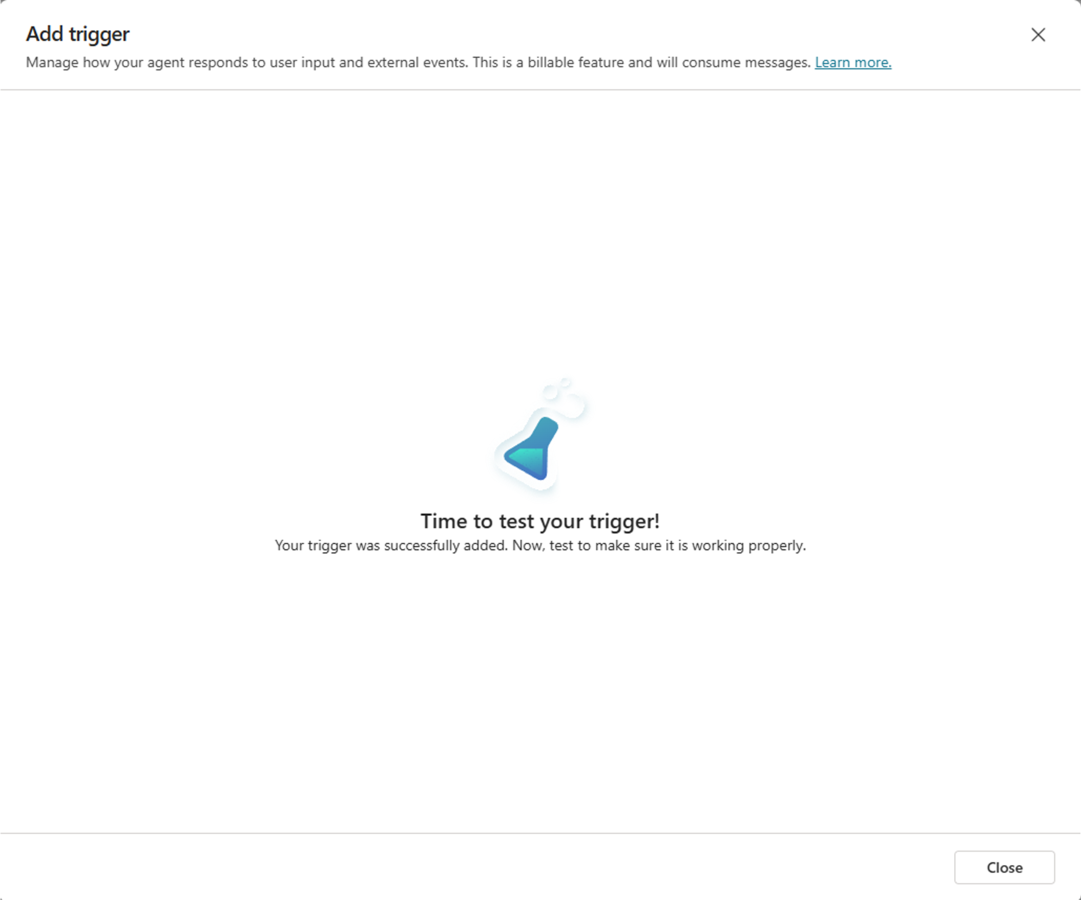 Add trigger
Manage how your agent responds to user input and external events. This is a billable feature and will consume messages. Learn more.
Time to test your trigger!
Your trigger was successfully added. Now, test to make sure it is working properly.
Close